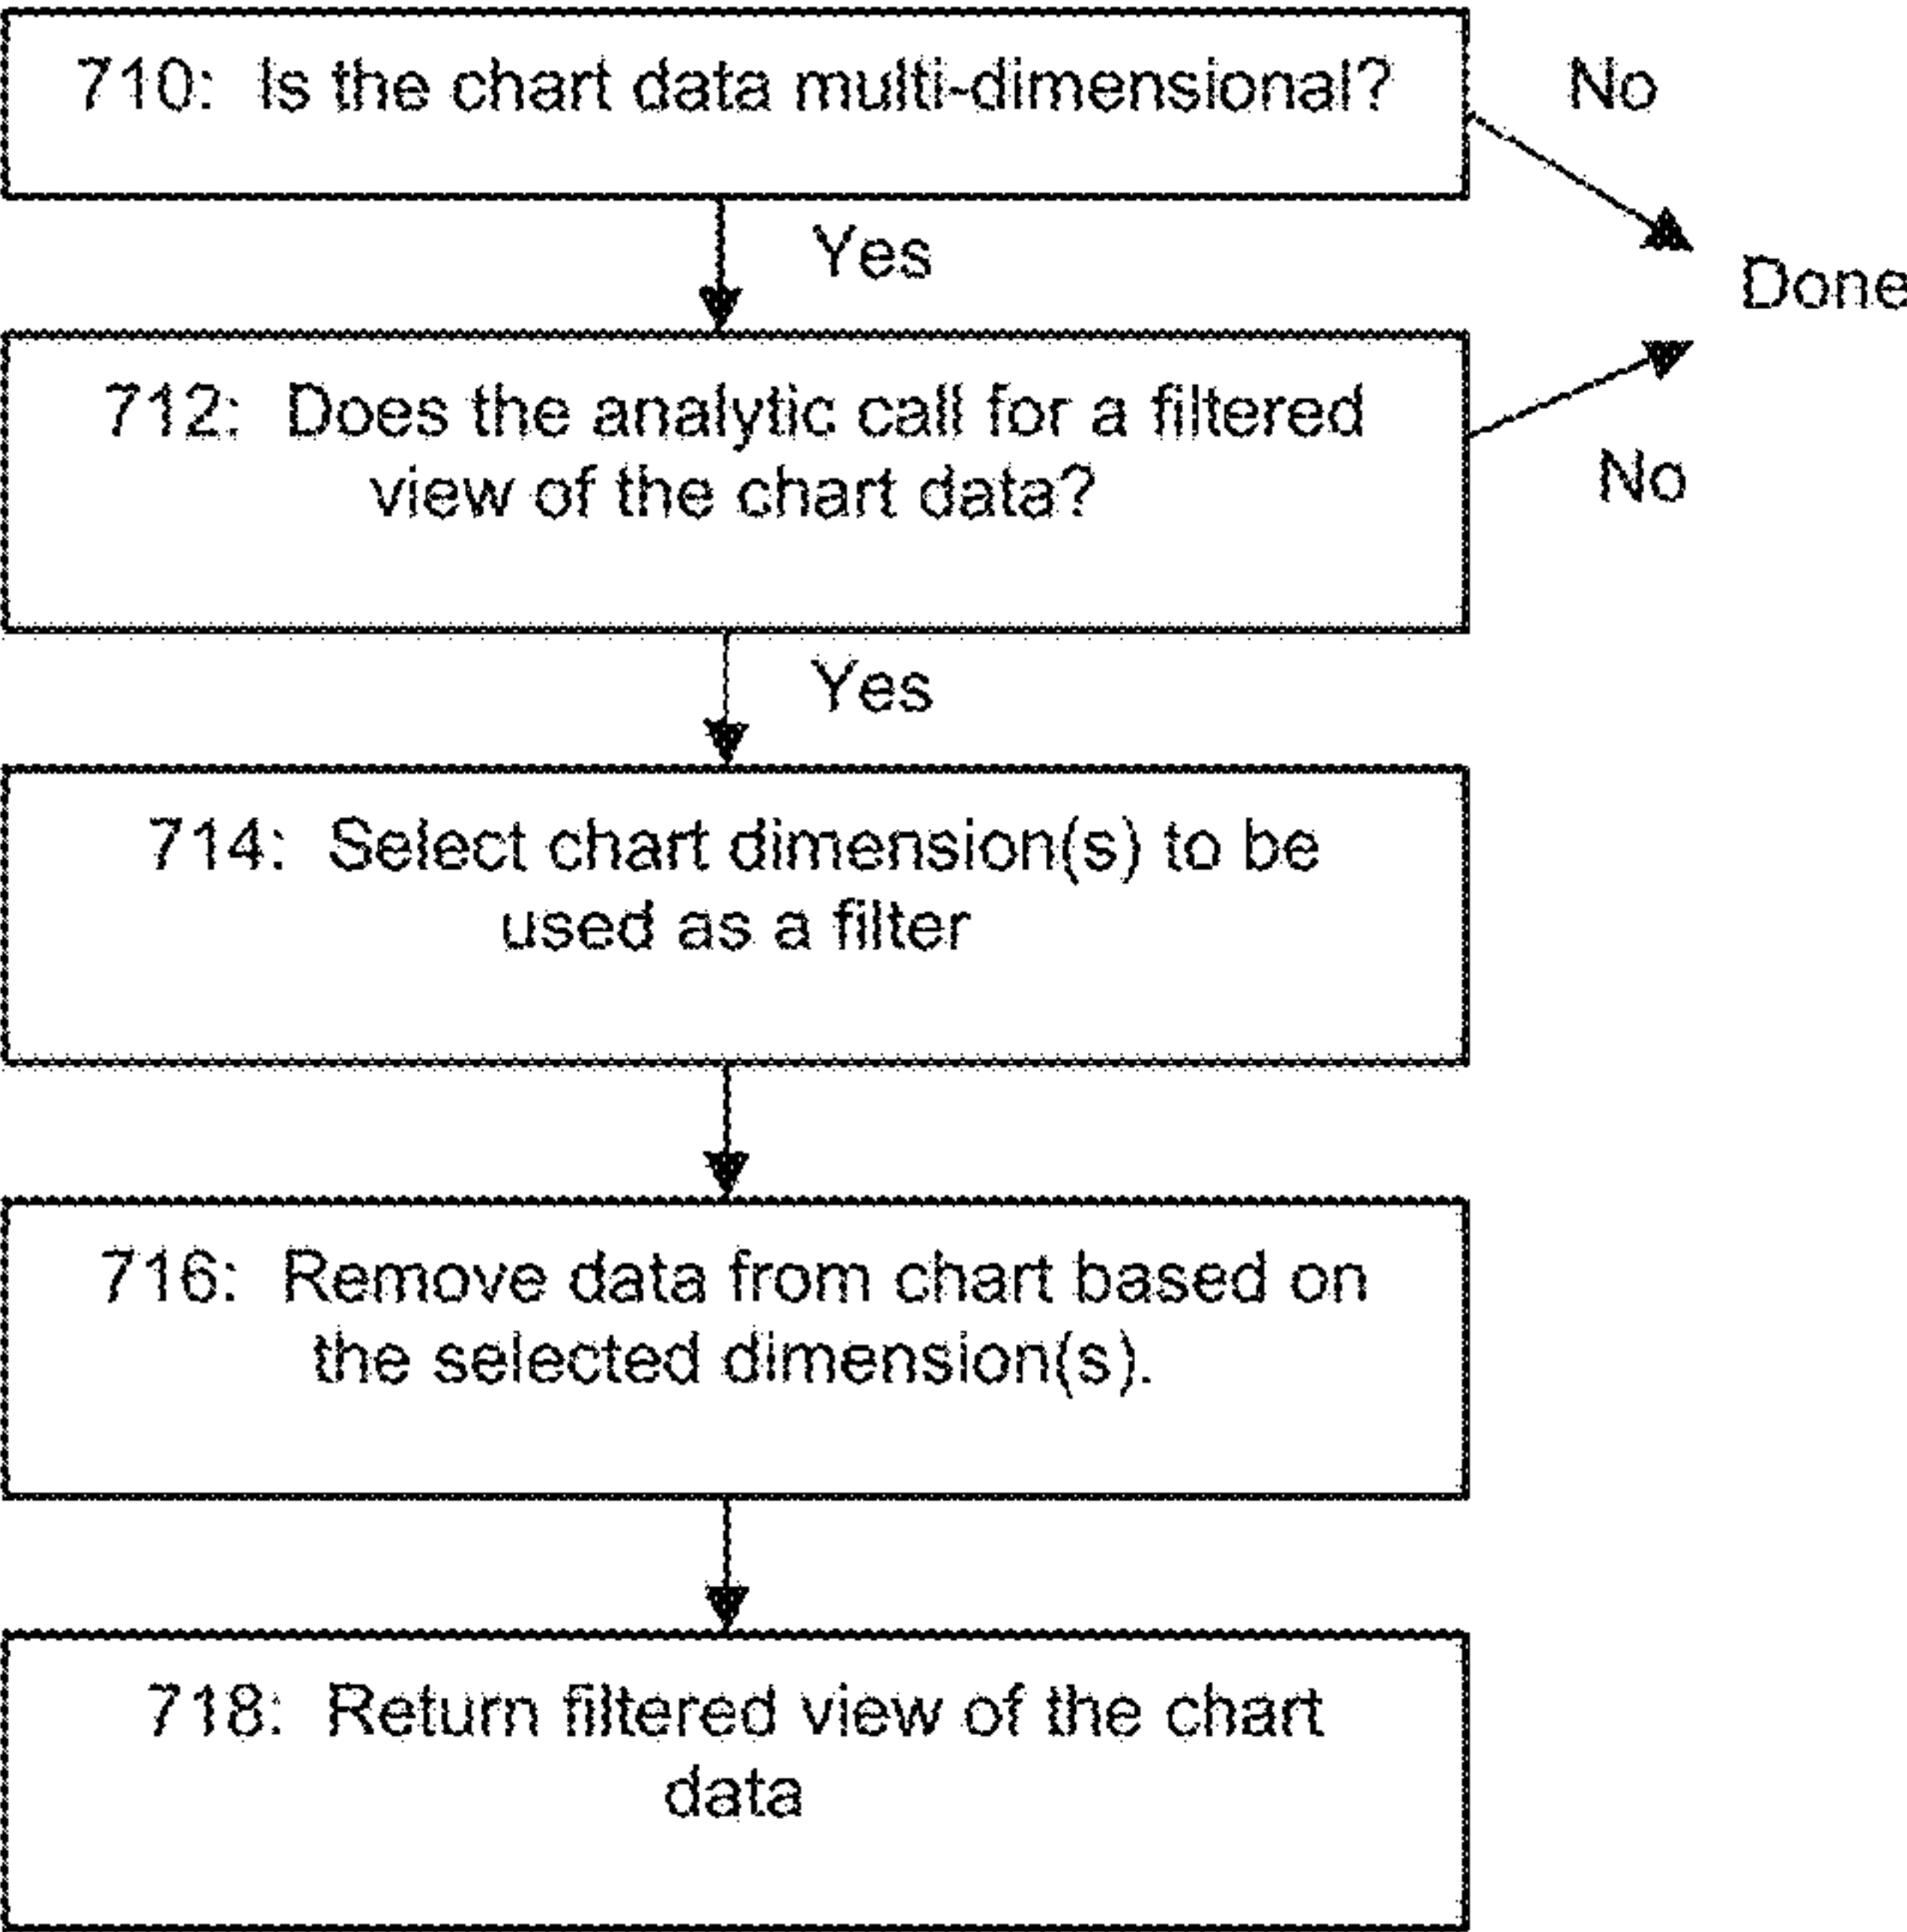 710: Is the chart data multi-dimensional?
No
Yes
Done
712: Does the analytic call for a filtered
view of the chart data?
No
Yes
714: Select chart dimension(s) to be
used as a filter
716: Remove data from chart based on
the selected dimension(s).
718: Return filtered view of the chart
data